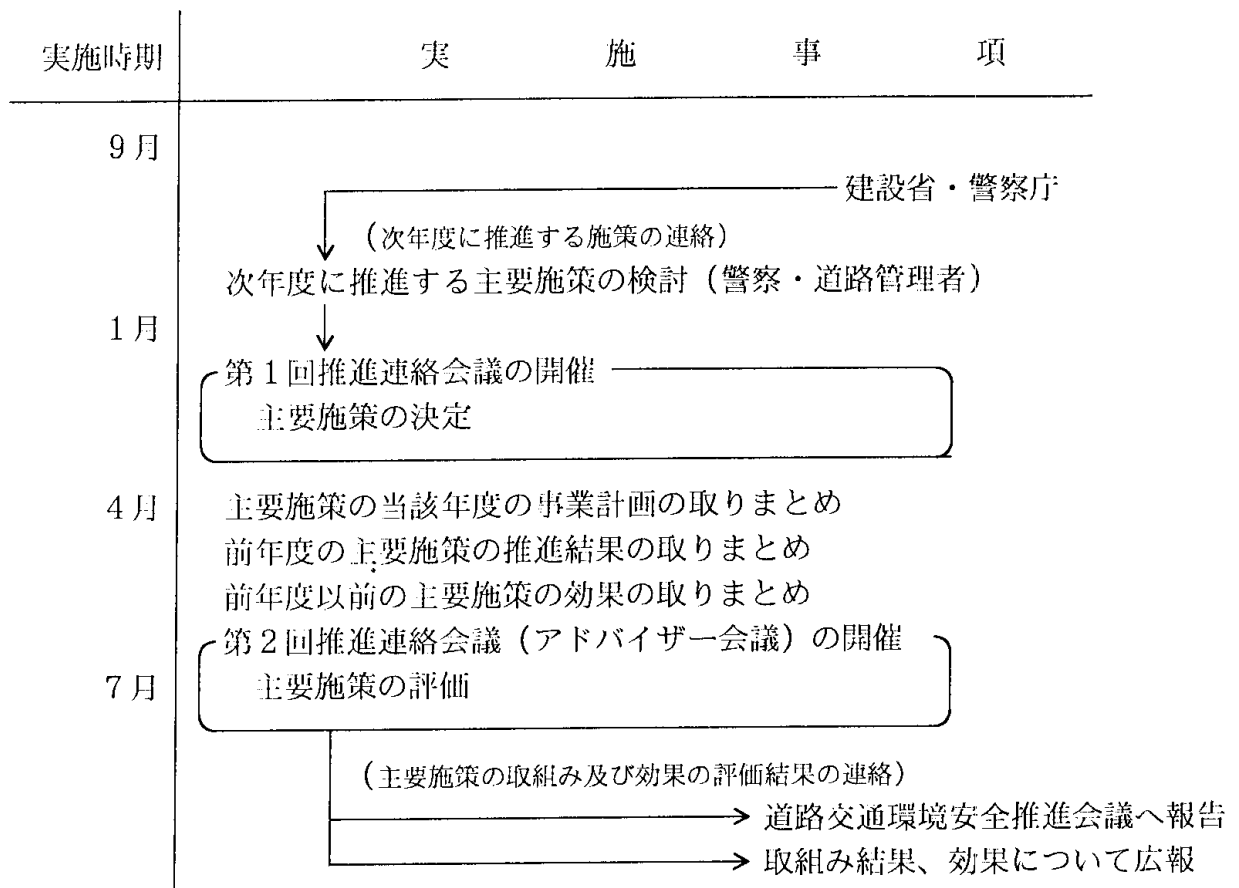 実施時期 実施事項
9月
建設省・警察庁
(次年度に推進する施策の連絡)
次年度に推進する主要施策の検討(警察・道路管理者)
1月
第1回推進連絡会議の開催
主要施策の決定
4月 主要施策の当該年度の事業計画の取りまとめ
前年度の主要施策の推進結果の取りまとめ
前年度以前の主要施策の効果の取りまとめ
第2回推進連絡会議(アドバイザー会議)の開催
7月 主要施策の評価
(主要施策の取組み及び効果の評価結果の連絡)
道路交通環境安全推進会議へ報告
取組み結果、効果について広報